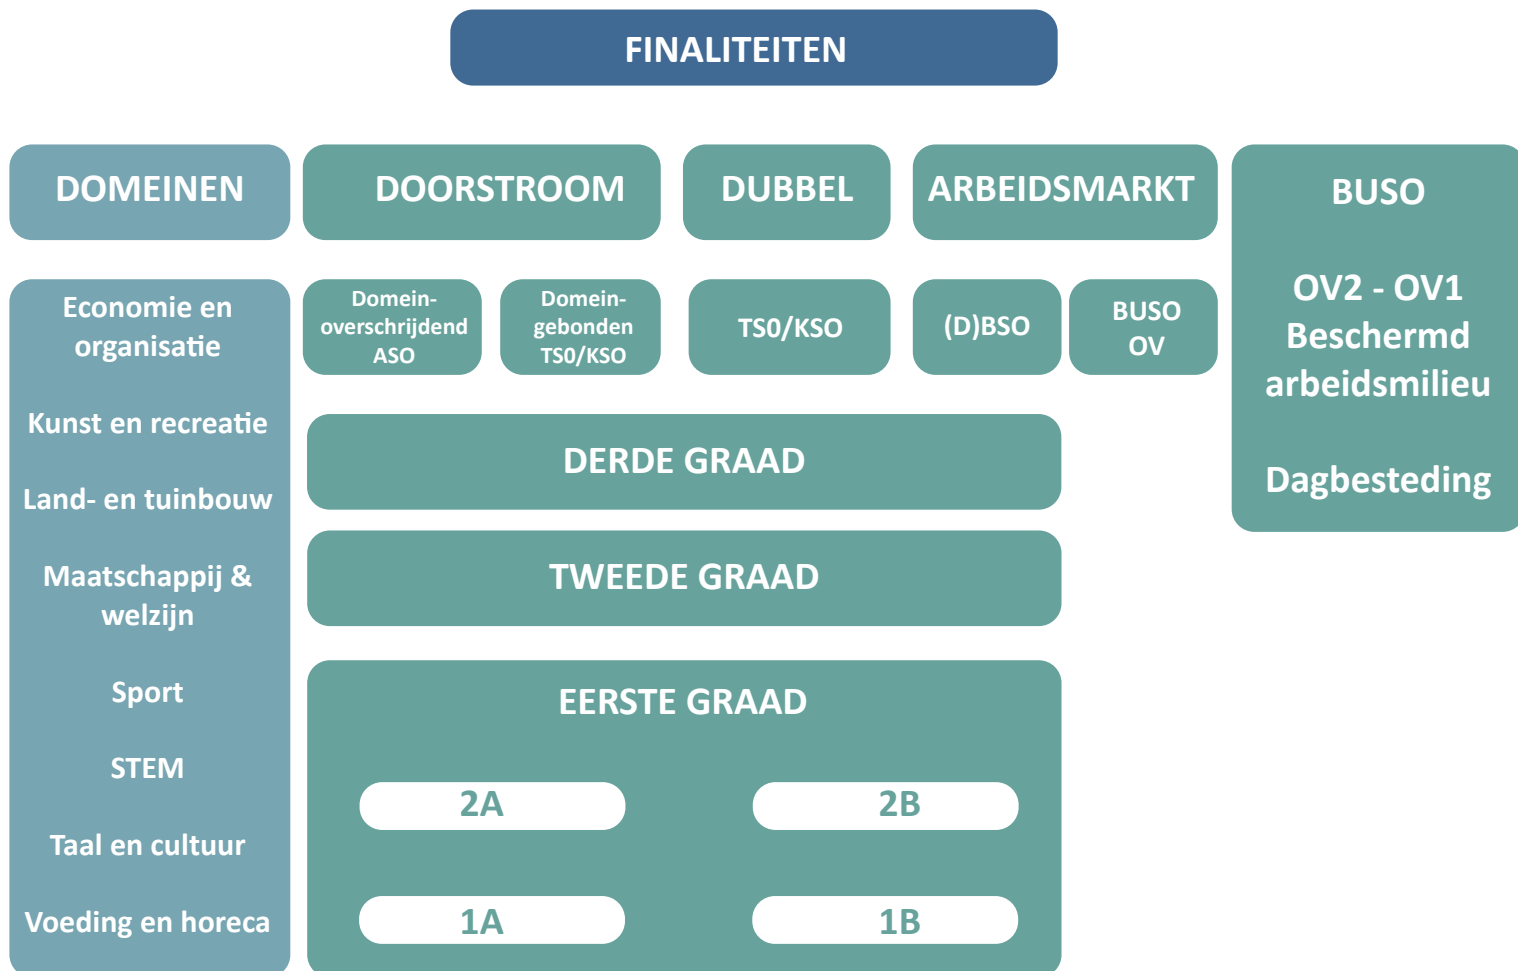 FINALITEITEN
DOMEINEN
DOORSTROOM
DUBBEL
ARBEIDSMARKT
BUSO
OV2 - OV1
Beschermd
arbeidsmilieu
Dagbesteding
Economie en
organisatie
Kunst en recreatie
Land- en tuinbouw
Maatschappij &
welzijn
Sport
STEM
Taal en cultuur
Voeding en horeca
Domein-
overschrijdend
ASO
Domein-
gebonden
TS0/KSO
TS0/KSO
(D)BSO
BUSO
OV
DERDE GRAAD
TWEEDE GRAAD
EERSTE GRAAD
2A
2B
1A
1B